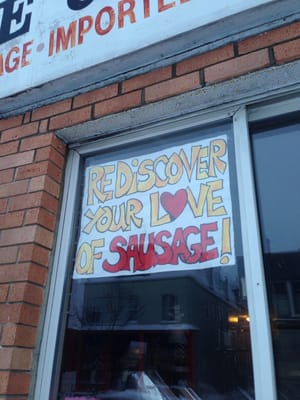 AGE • IMPORTE
REDISCOVER
YOUR LOVE
OF SAUSAGE!